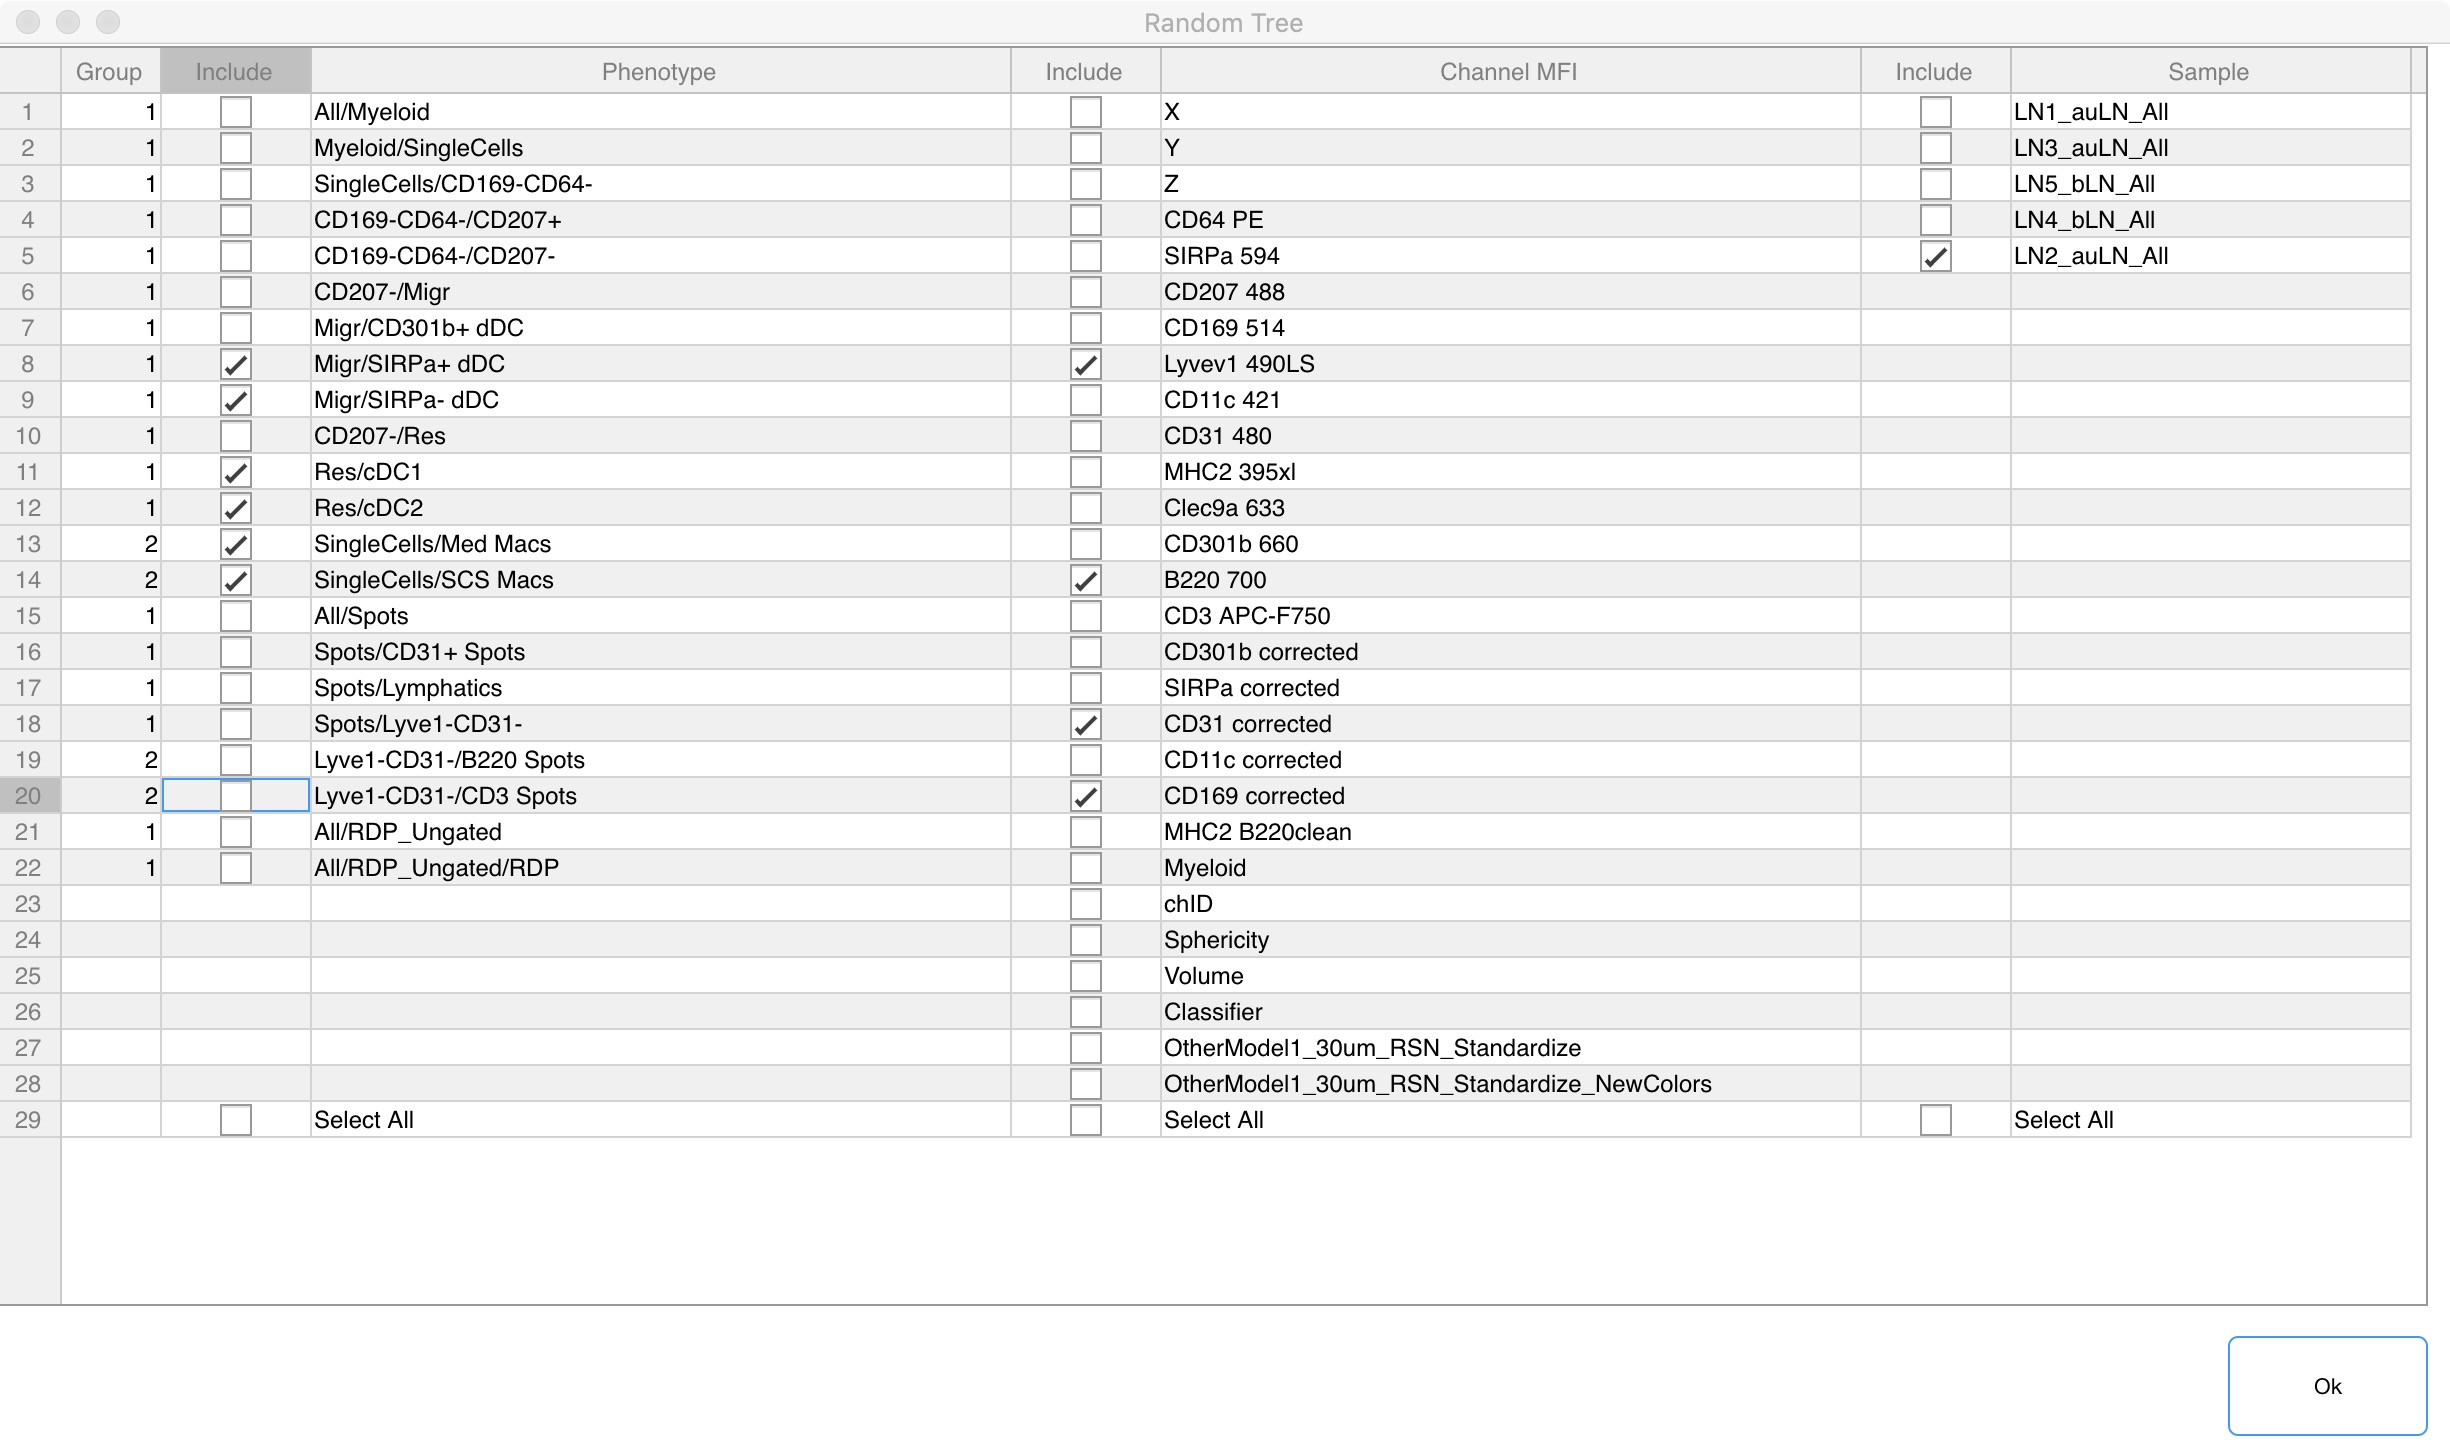 Random Tree
Group Include Phenotype Include Channel MFI Include Sample
1 1 All/Myeloid X LN1_auLN_All
2 1 Myeloid/SingleCells Y LN3_auLN_All
3 1 SingleCells/CD169-CD64- Z LN5_bLN_All
4 1 CD169-CD64-/CD207+ CD64 PE LN4_bLN_All
5 1 CD169-CD64-/CD207- SIRPa 594 LN2_auLN_All
6 1 CD207-/Migr CD207 488
7 1 Migr/CD301b+ dDC CD169 514
8 1 Migr/SIRPa+ dDC Lyvev1 490LS
9 1 Migr/SIRPa- dDC CD11c 421
10 1 CD207-/Res CD31 480
11 1 Res/cDC1 MHC2 395xl
12 1 Res/cDC2 Clec9a 633
13 2 SingleCells/Med Macs CD301b 660
14 2 SingleCells/SCS Macs B220 700
15 1 All/Spots CD3 APC-F750
16 1 Spots/CD31+ Spots CD301b corrected
17 1 Spots/Lymphatics SIRPa corrected
18 1 Spots/Lyve1-CD31- CD31 corrected
19 2 Lyve1-CD31-/B220 Spots CD11c corrected
20 2 Lyve1-CD31-/CD3 Spots CD169 corrected
21 1 All/RDP_Ungated MHC2 B220clean
22 1 All/RDP_Ungated/RDP Myeloid
23 chID
24 Sphericity
25 Volume
26 Classifier
27 OtherModel1_30um_RSN_Standardize
28 OtherModel1_30um_RSN_Standardize_NewColors
29 Select All Select All Select All
Ok